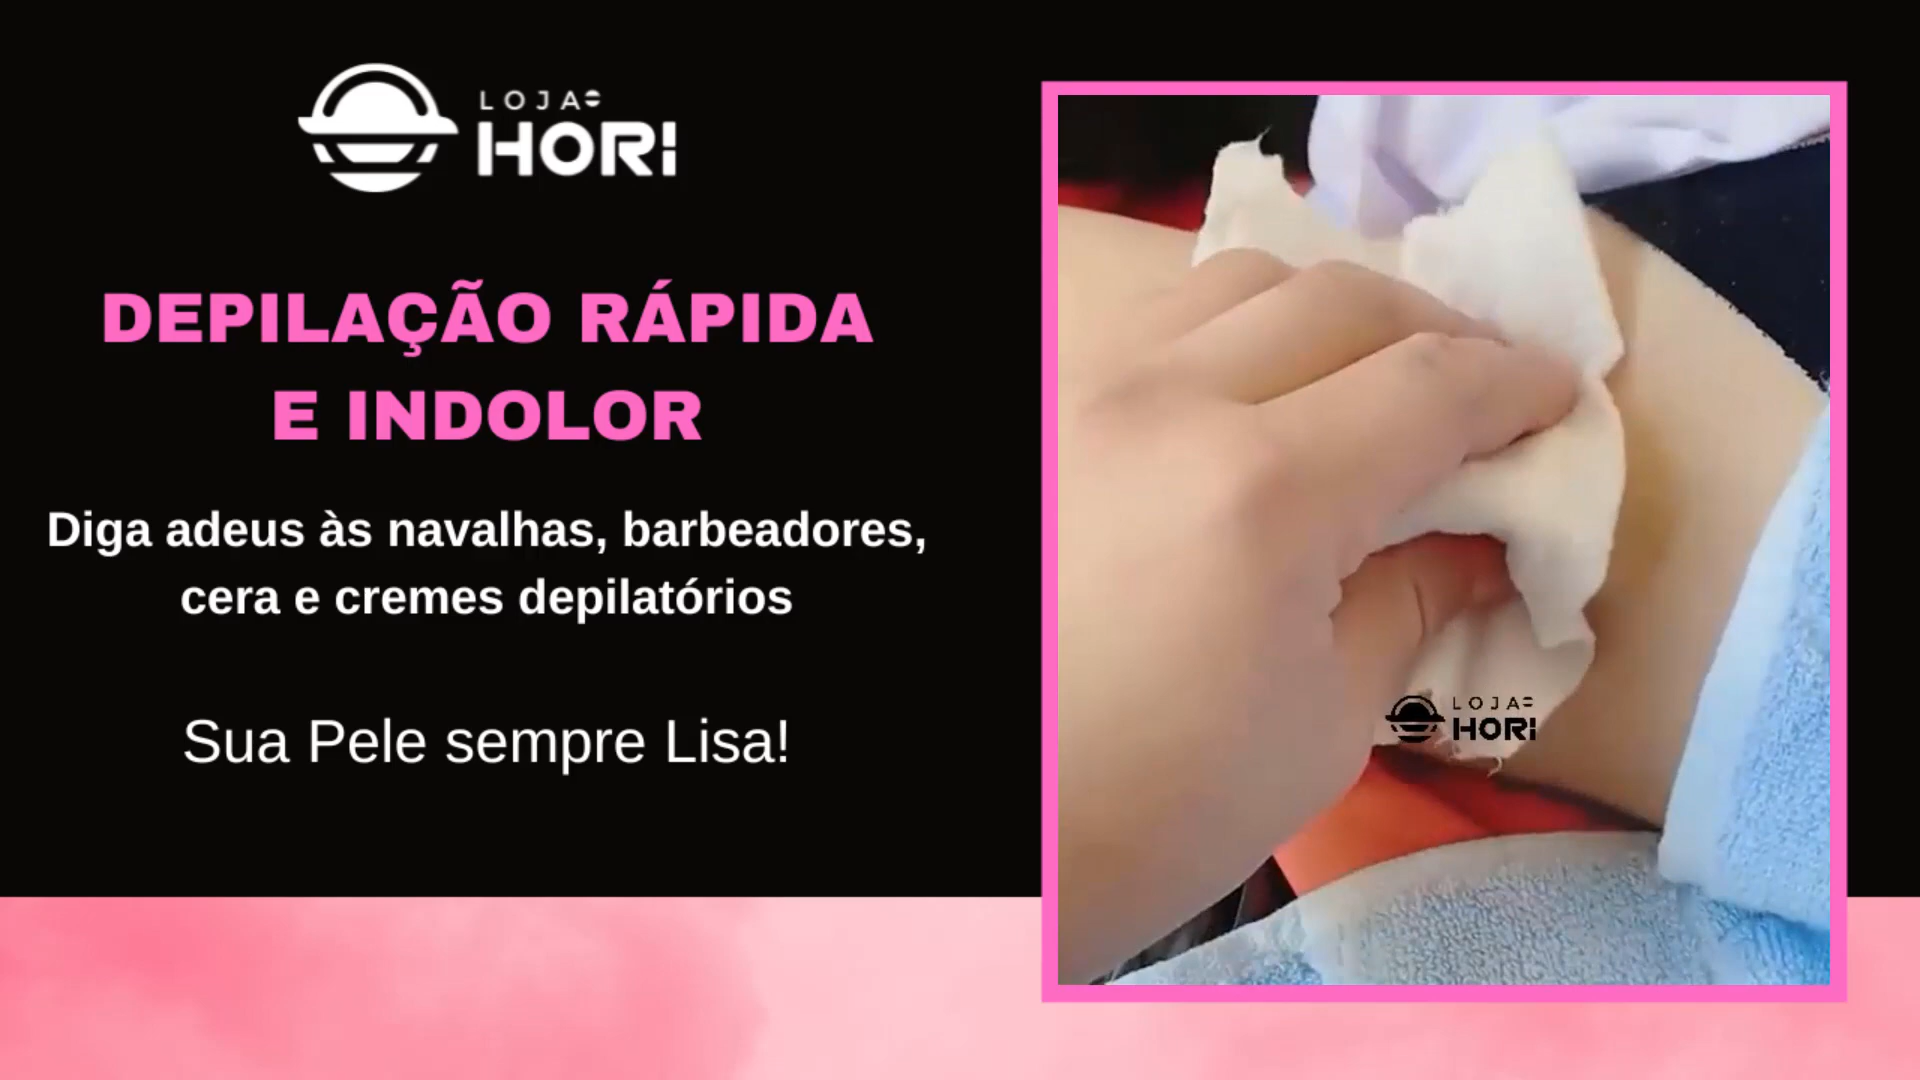 LOJA
HORI
DEPILAÇÃO RÁPIDA
E INDOLOR
Diga adeus às navalhas, barbeadores,
cera e cremes depilatórios
Sua Pele sempre Lisa!
LOJA
HORI